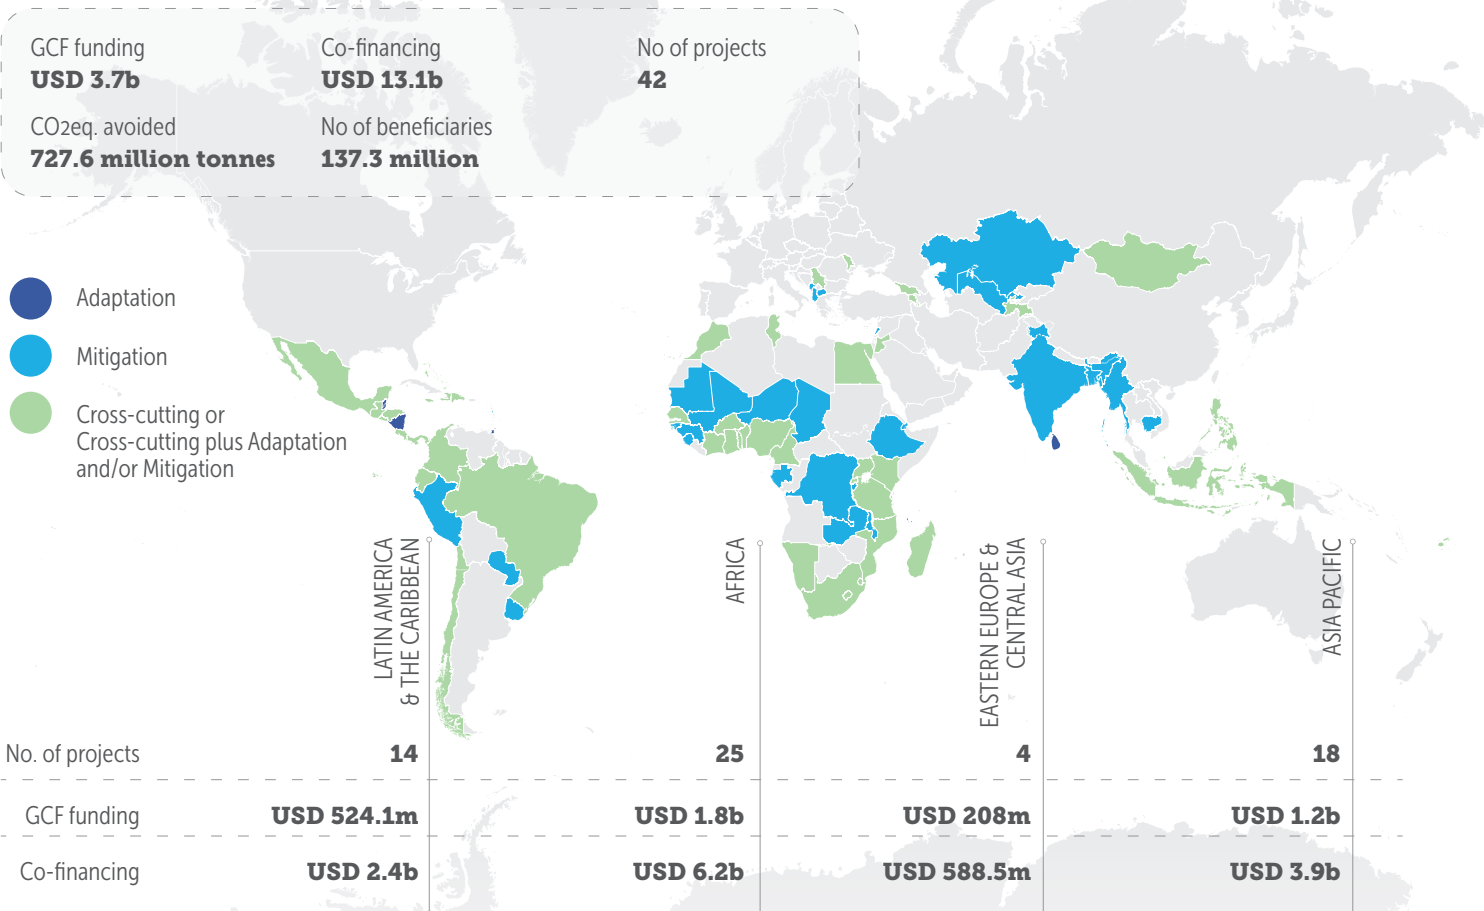 GCF funding
USD 3.7b
Co-financing
USD 13.1b
No of projects
42
CO2eq. avoided
727.6 million tonnes
No of beneficiaries
137.3 million
Adaptation
Mitigation
Cross-cutting or
Cross-cutting plus Adaptation
and/or Mitigation
LATIN AMERICA
& THE CARIBBEAN
AFRICA
EASTERN EUROPE &
CENTRAL ASIA
ASIA PACIFIC
No. of projects
14
25
4
18
GCF funding
USD 524.1m
USD 1.8b
USD 208m
USD 1.2b
Co-financing
USD 2.4b
USD 6.2b
USD 588.5m
USD 3.9b